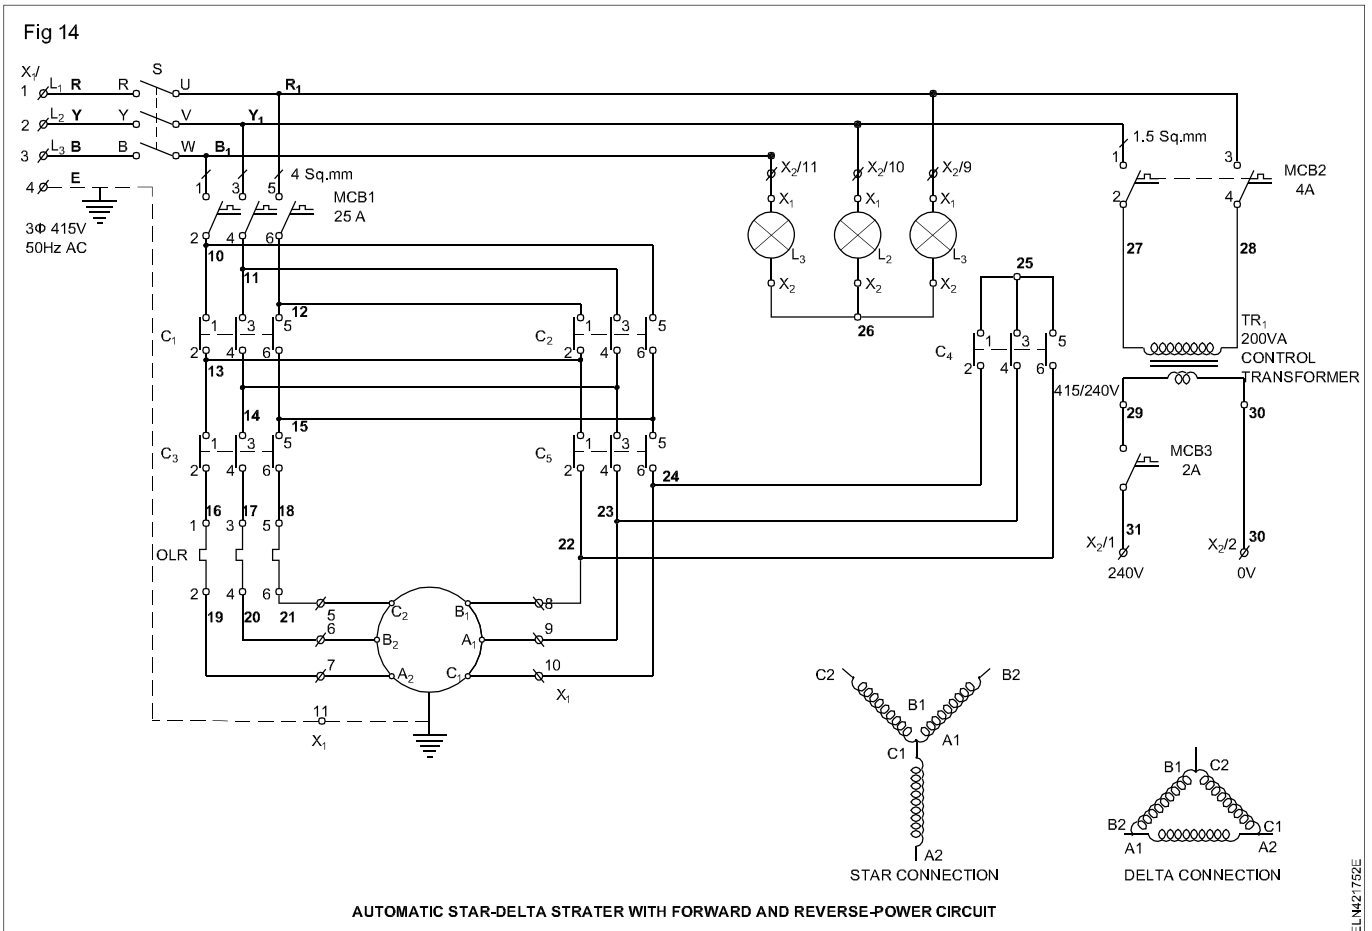 Fig 14
X₁/
1 L₁ R R S U R₁
2 L₂ Y Y V Y₁
3 L₃ B B W B₁
4 E
3Φ 415V
50Hz AC
4 Sq.mm
1 3 5
MCB1
25 A
2 4 6
10
11
12
C₁ 1 3 5
2 4 6
13
14
15
C₂ 1 3 5
2 4 6
C₃ 1 3 5
2 4 6
C₅ 1 3 5
2 4 6
24
23
22
16 17 18
1 3 5
OLR
2 4 6
19 20 21
5
6
7
C₂ B₁
B₂ A₁
A₂ C₁
8
9
10
X₁
11
X₁
X₂/11 X₂/10 X₂/9
X₁ X₁ X₁
L₃ L₂ L₃
X₂ X₂ X₂
26
25
C₄ 1 3 5
2 4 6
1.5 Sq.mm
1 3
MCB2
4A
2 4
27 28
TR₁
200VA
CONTROL
TRANSFORMER
415/240V
29 30
MCB3
2A
31 30
X₂/1 X₂/2
240V 0V
C2 B2
B1
C1 A1
A2
STAR CONNECTION
B1 C2
B2 C1
A1 A2
DELTA CONNECTION
AUTOMATIC STAR-DELTA STRATER WITH FORWARD AND REVERSE-POWER CIRCUIT
ELN421752E